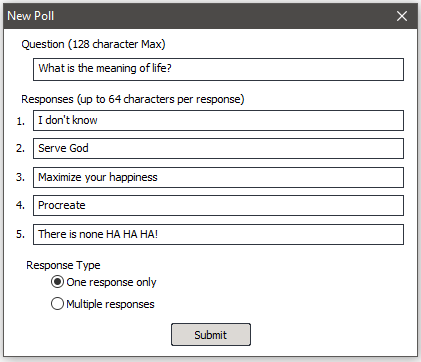 New Poll
Question (128 character Max)
What is the meaning of life?
Responses (up to 64 characters per response)
1. I don't know
2. Serve God
3. Maximize your happiness
4. Procreate
5. There is none HA HA HA!
Response Type
One response only
Multiple responses
Submit